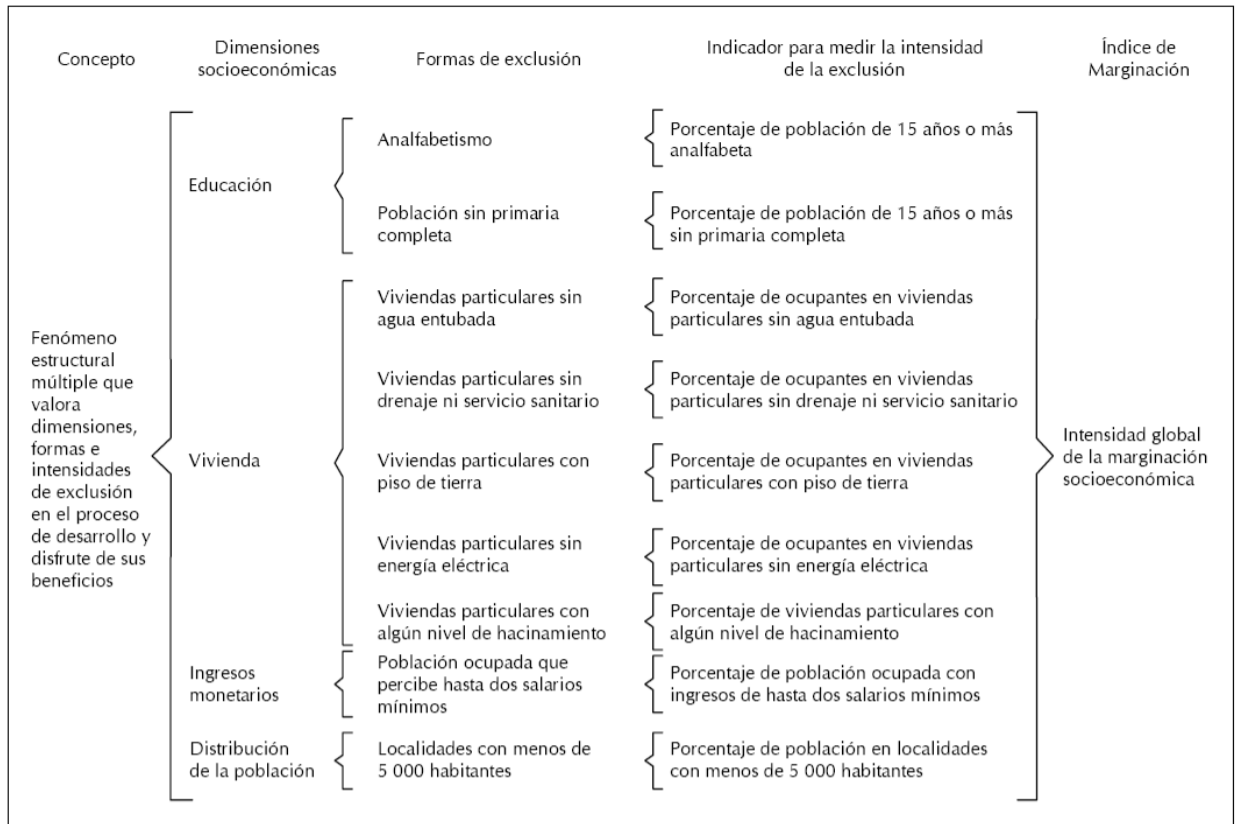 Concepto
Dimensiones
socioeconómicas
Formas de exclusión
Indicador para medir la intensidad
de la exclusión
Índice de
Marginación
Fenómeno
estructural
múltiple que
valora
dimensiones,
formas e
intensidades
de exclusión
en el proceso
de desarrollo y
disfrute de sus
beneficios
Educación
Analfabetismo
Porcentaje de población de 15 años o más
analfabeta
Población sin primaria
completa
Porcentaje de población de 15 años o más
sin primaria completa
Vivienda
Viviendas particulares sin
agua entubada
Porcentaje de ocupantes en viviendas
particulares sin agua entubada
Viviendas particulares sin
drenaje ni servicio sanitario
Porcentaje de ocupantes en viviendas
particulares sin drenaje ni servicio sanitario
Viviendas particulares con
piso de tierra
Porcentaje de ocupantes en viviendas
particulares con piso de tierra
Viviendas particulares sin
energía eléctrica
Porcentaje de ocupantes en viviendas
particulares sin energía eléctrica
Viviendas particulares con
algún nivel de hacinamiento
Porcentaje de viviendas particulares con
algún nivel de hacinamiento
Ingresos
monetarios
Población ocupada que
percibe hasta dos salarios
mínimos
Porcentaje de población ocupada con
ingresos de hasta dos salarios mínimos
Distribución
de la población
Localidades con menos de
5 000 habitantes
Porcentaje de población en localidades
con menos de 5 000 habitantes
Intensidad global
de la marginación
socioeconómica